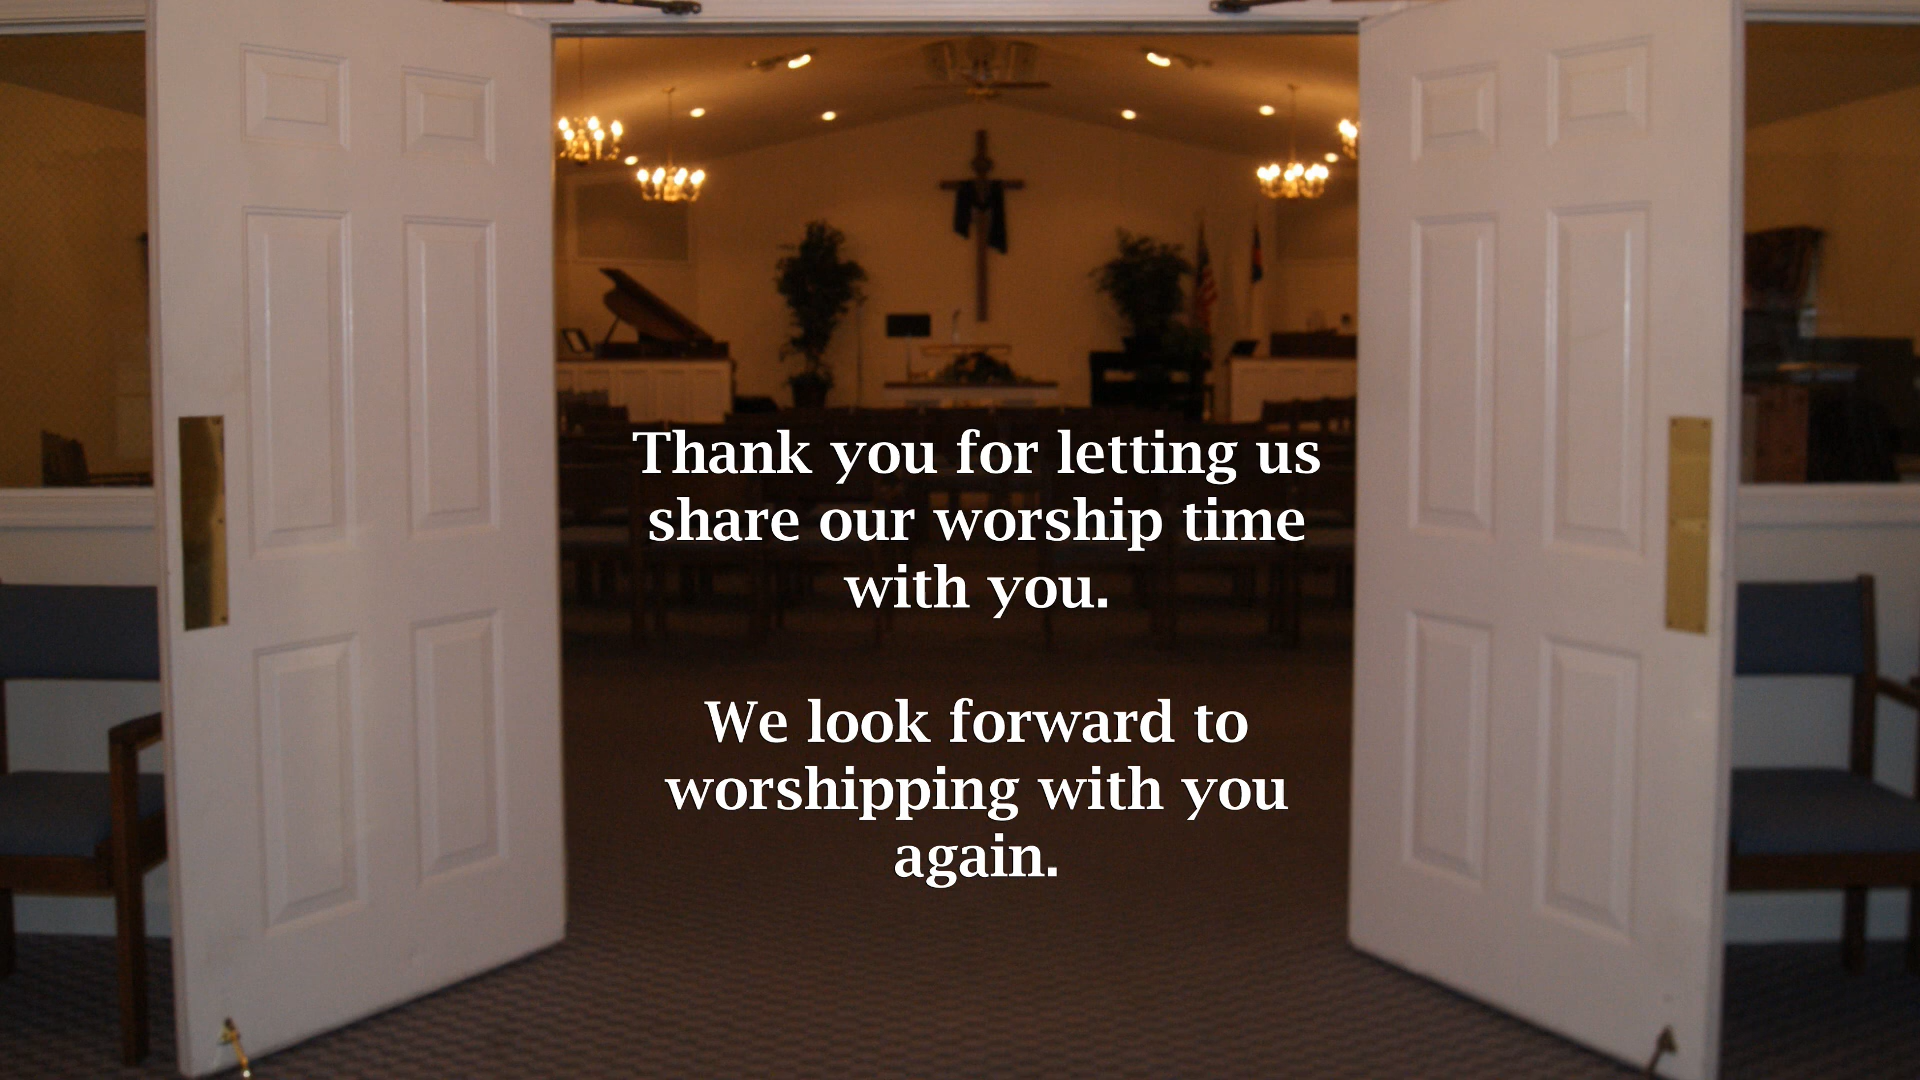 Thank you for letting us
share our worship time
with you.
We look forward to
worshipping with you
again.